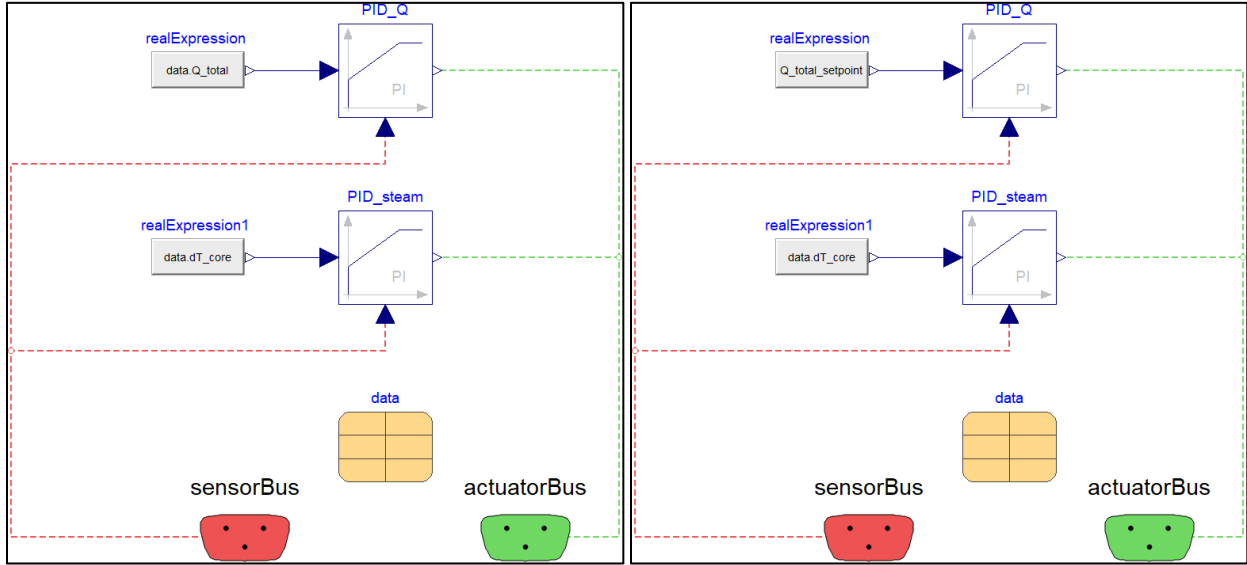 PID_Q
realExpression
data.Q_total
PI
PID_steam
realExpression1
data.dT_core
PI
data
sensorBus
actuatorBus
PID_Q
realExpression
Q_total_setpoint
PI
PID_steam
realExpression1
data.dT_core
PI
data
sensorBus
actuatorBus